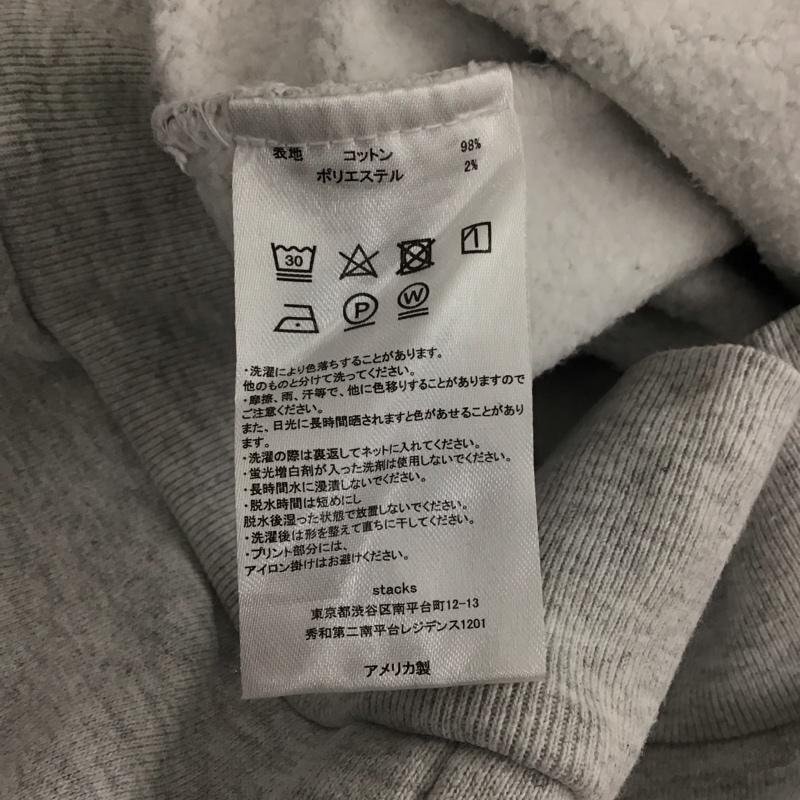 表地 コットン 98%
ポリエステル 2%
30
P W
・洗濯により色落ちすることがあります。
他のものと分けて洗ってください。
・摩擦、雨、汗等で、他に色移りすることがありますので
ご注意ください。
また、日光に長時間晒されますと色があせることがあり
ます。
・洗濯の際は裏返してネットに入れてください。
・蛍光増白剤が入った洗剤は使用しないでください。
・長時間水に浸漬しないでください。
・脱水時間は短めにし
脱水後湿った状態で放置しないでください。
・洗濯後は形を整えて直ちに干してください。
・プリント部分には、
アイロン掛けはお避けください。
stacks
東京都渋谷区南平台町12-13
秀和第二南平台レジデンス1201
アメリカ製